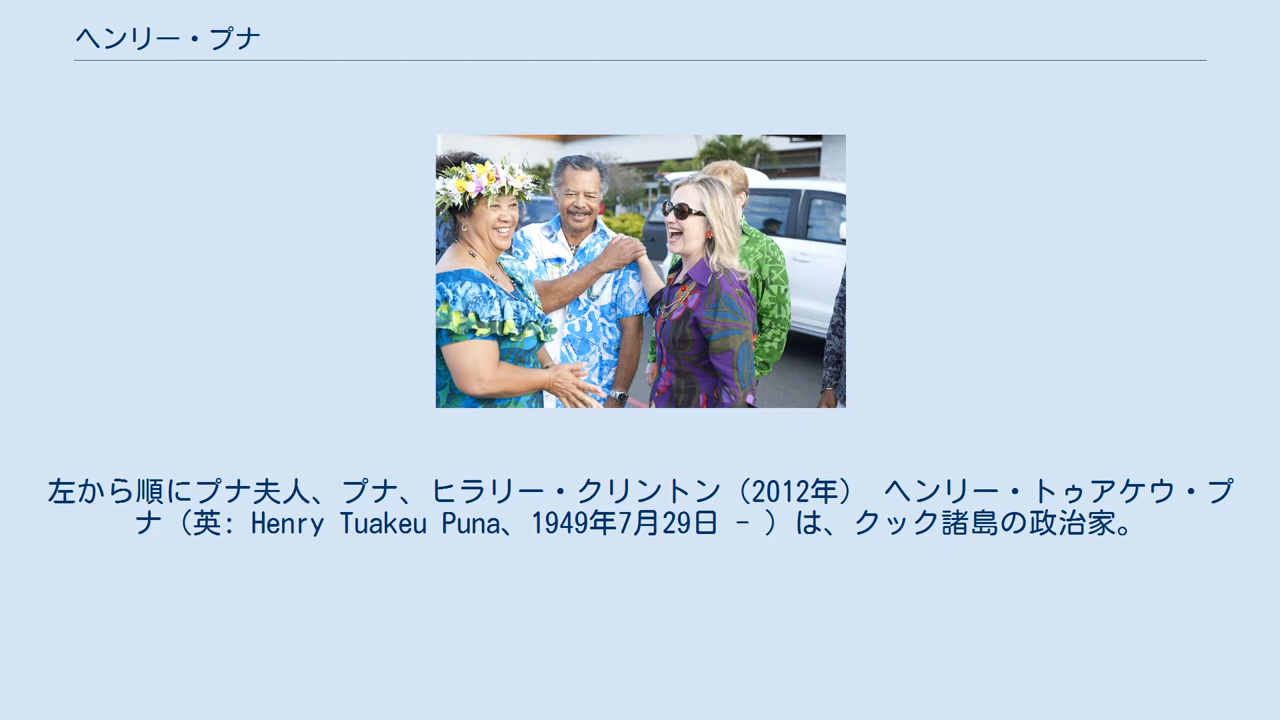 ヘンリー・プナ
左から順にプナ夫人、プナ、ヒラリー・クリントン（2012年） ヘンリー・トゥアケウ・プ
ナ（英: Henry Tuakeu Puna、1949年7月29日 - ）は、クック諸島の政治家。